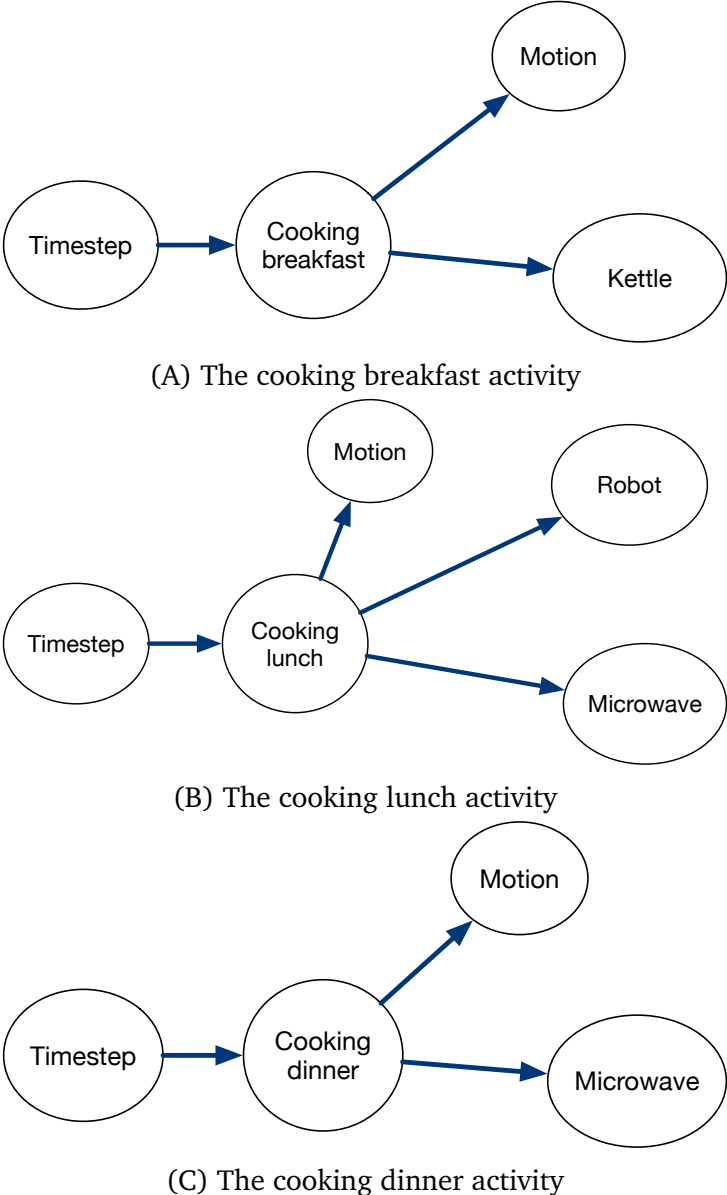 Motion
Timestep
Cooking
breakfast
Kettle
(A) The cooking breakfast activity
Motion
Robot
Timestep
Cooking
lunch
Microwave
(B) The cooking lunch activity
Motion
Timestep
Cooking
dinner
Microwave
(C) The cooking dinner activity